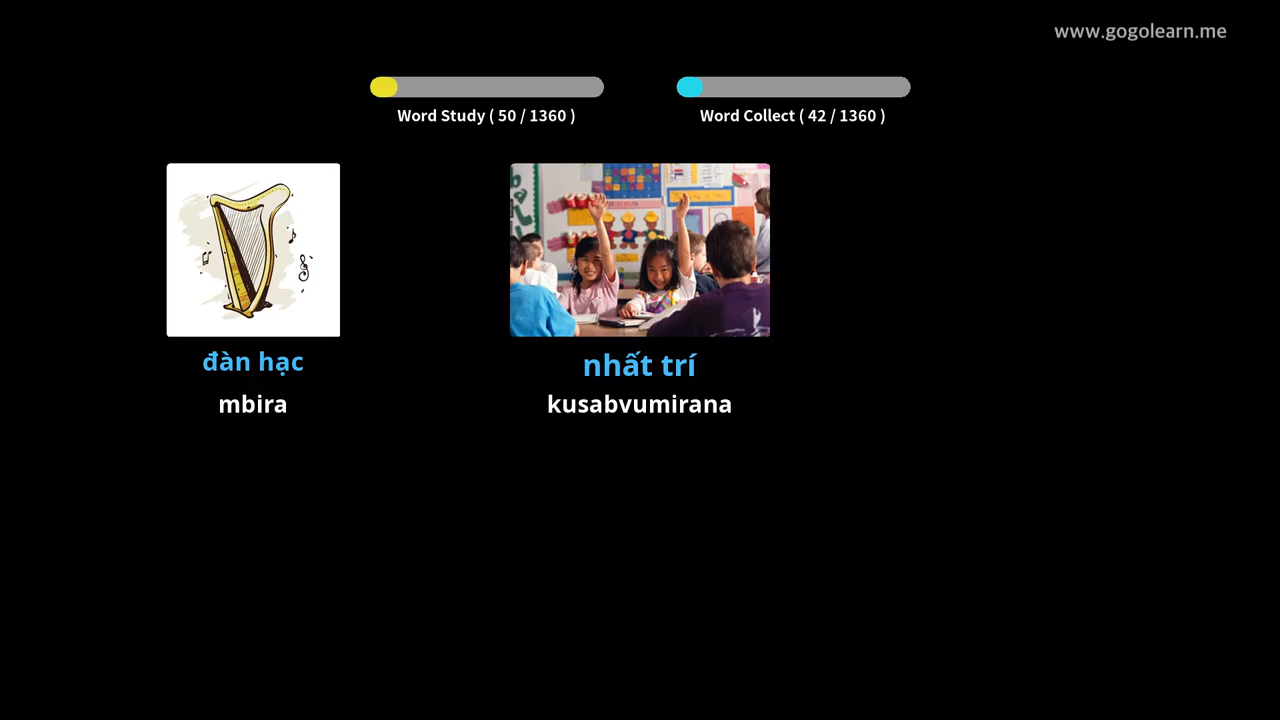 www.gogolearn.me
Word Study ( 50 / 1360 )
Word Collect ( 42 / 1360 )
đàn hạc
mbira
nhất trí
kusabvumirana